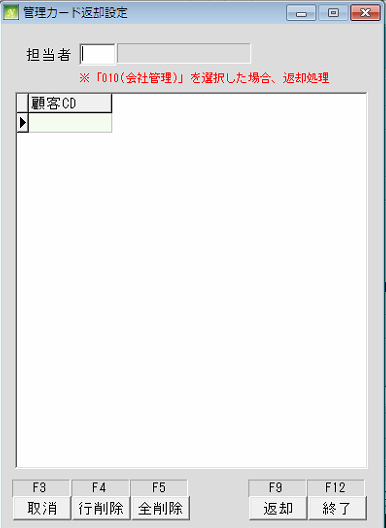 管理カード返却設定
担当者
※「010(会社管理)」を選択した場合、返却処理
顧客CD
F3 F4 F5 F9 F12
取消 行削除 全削除 返却 終了